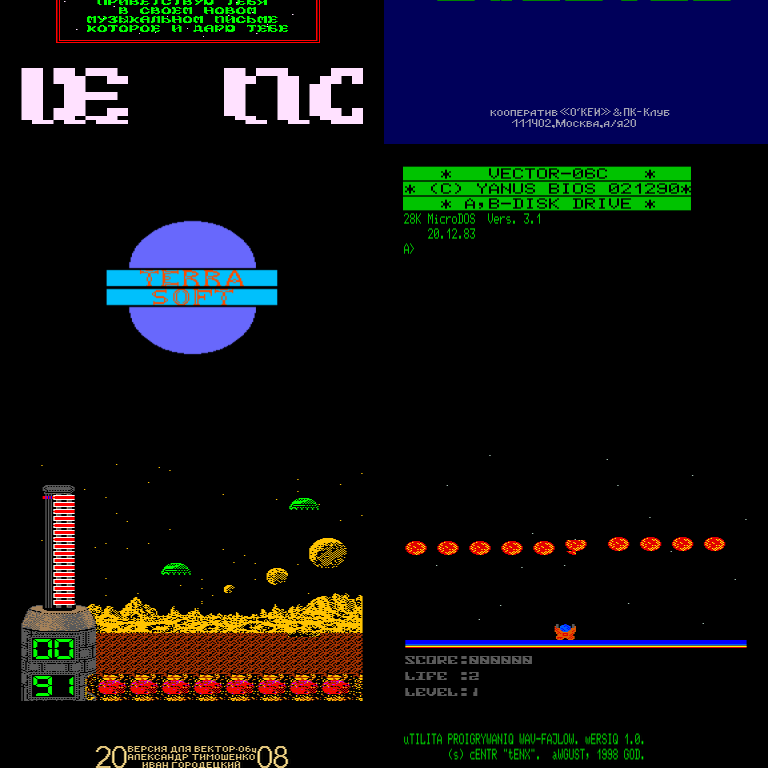 ПРИВЕТСТВУЮ ТЕБЯ
В СВОЕМ НОВОМ
МУЗЫКАЛЬНОМ ПИСЬМЕ
КОТОРОЕ И ДАРЮ ТЕБЕ
кооператив «О'КЕЙ» & ПК-Клуб
111402,Москва,а/я20
* VECTOR-06C *
* (C) YANUS BIOS 021290*
* A,B-DISK DRIVE *
28K MicroDOS Vers. 3.1
20.12.83
A>
TERRA
SOFT
00
91
SCORE:000000
LIFE :2
LEVEL:1
20 ВЕРСИЯ ДЛЯ ВЕКТОР-06ц 08
АЛЕКСАНДР ТИМОШЕНКО
ИВАН ГОРОДЕЦКИЙ
uTILITA PROIGRYWANIQ WAV-FAJLOW. wERSIQ 1.0.
(s) cENTR "tENX". aWGUST, 1998 GOD.